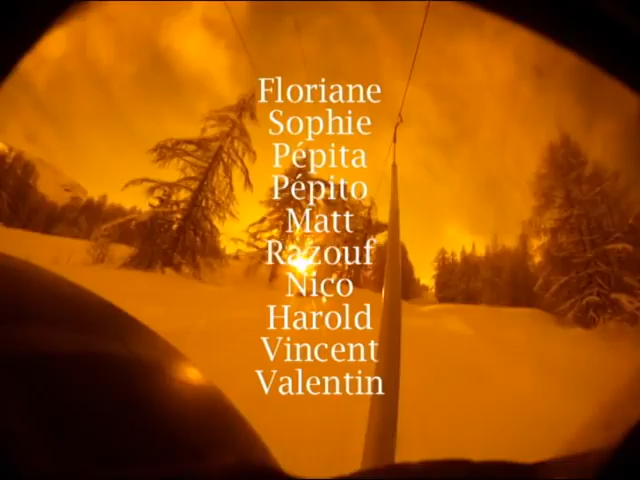 Floriane
Sophie
Pépita
Pépito
Matt
Razouf
Nico
Harold
Vincent
Valentin